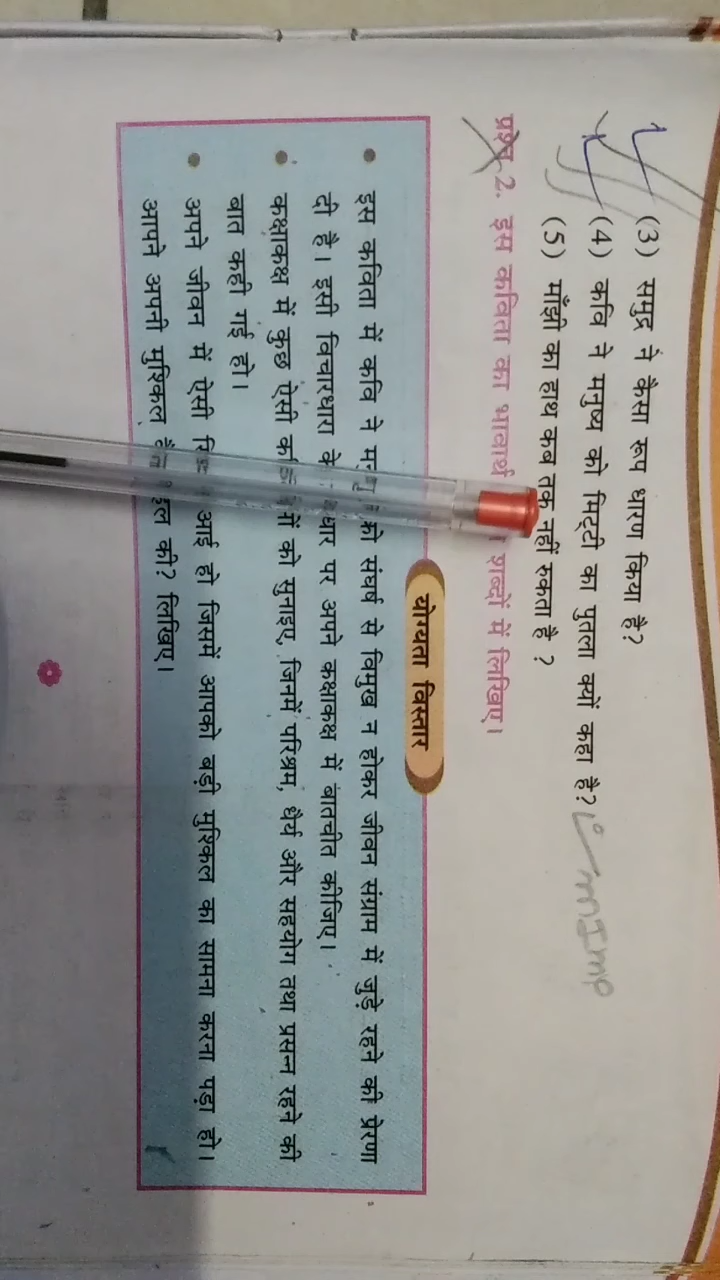 (3) समुद्र ने कैसा रूप धारण किया है?
(4) कवि ने मनुष्य को मिट्टी का पुतला क्यों कहा है? Imp
(5) माँझी का हाथ कब तक नहीं रुकता है ?
प्रश्न 2. इस कविता का भावार्थ शब्दों में लिखिए।
योग्यता विस्तार
• इस कविता में कवि ने को संघर्ष से विमुख न होकर जीवन संग्राम में जुड़े रहने की प्रेरणा
दी है। इसी विचारधारा के पर अपने कक्षाकक्ष में बातचीत कीजिए।
• कक्षाकक्ष में कुछ ऐसी को सुनाइए, जिनमें परिश्रम, धैर्य और सहयोग तथा प्रसन्न रहने की
बात कही गई हो।
• आपने जीवन में ऐसी आई हो जिसमें आपको बड़ी मुश्किल का सामना करना पड़ा हो।
आपने अपनी मुश्किल की? लिखिए।